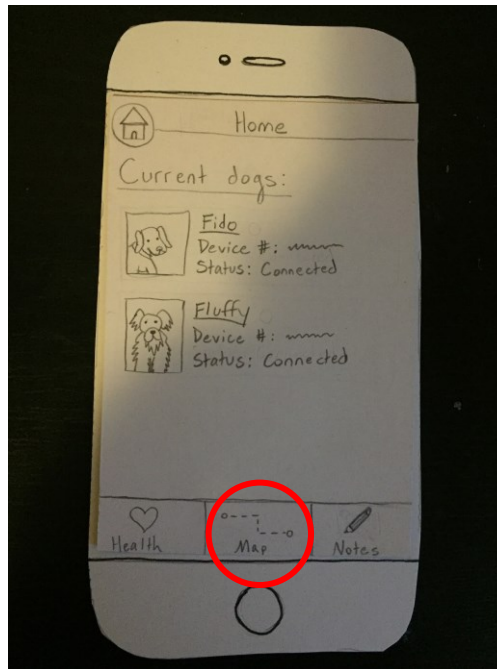 Home
Current dogs:
Fido
Device #:
Status: Connected
Fluffy
Device #:
Status: Connected
Health
Map
Notes